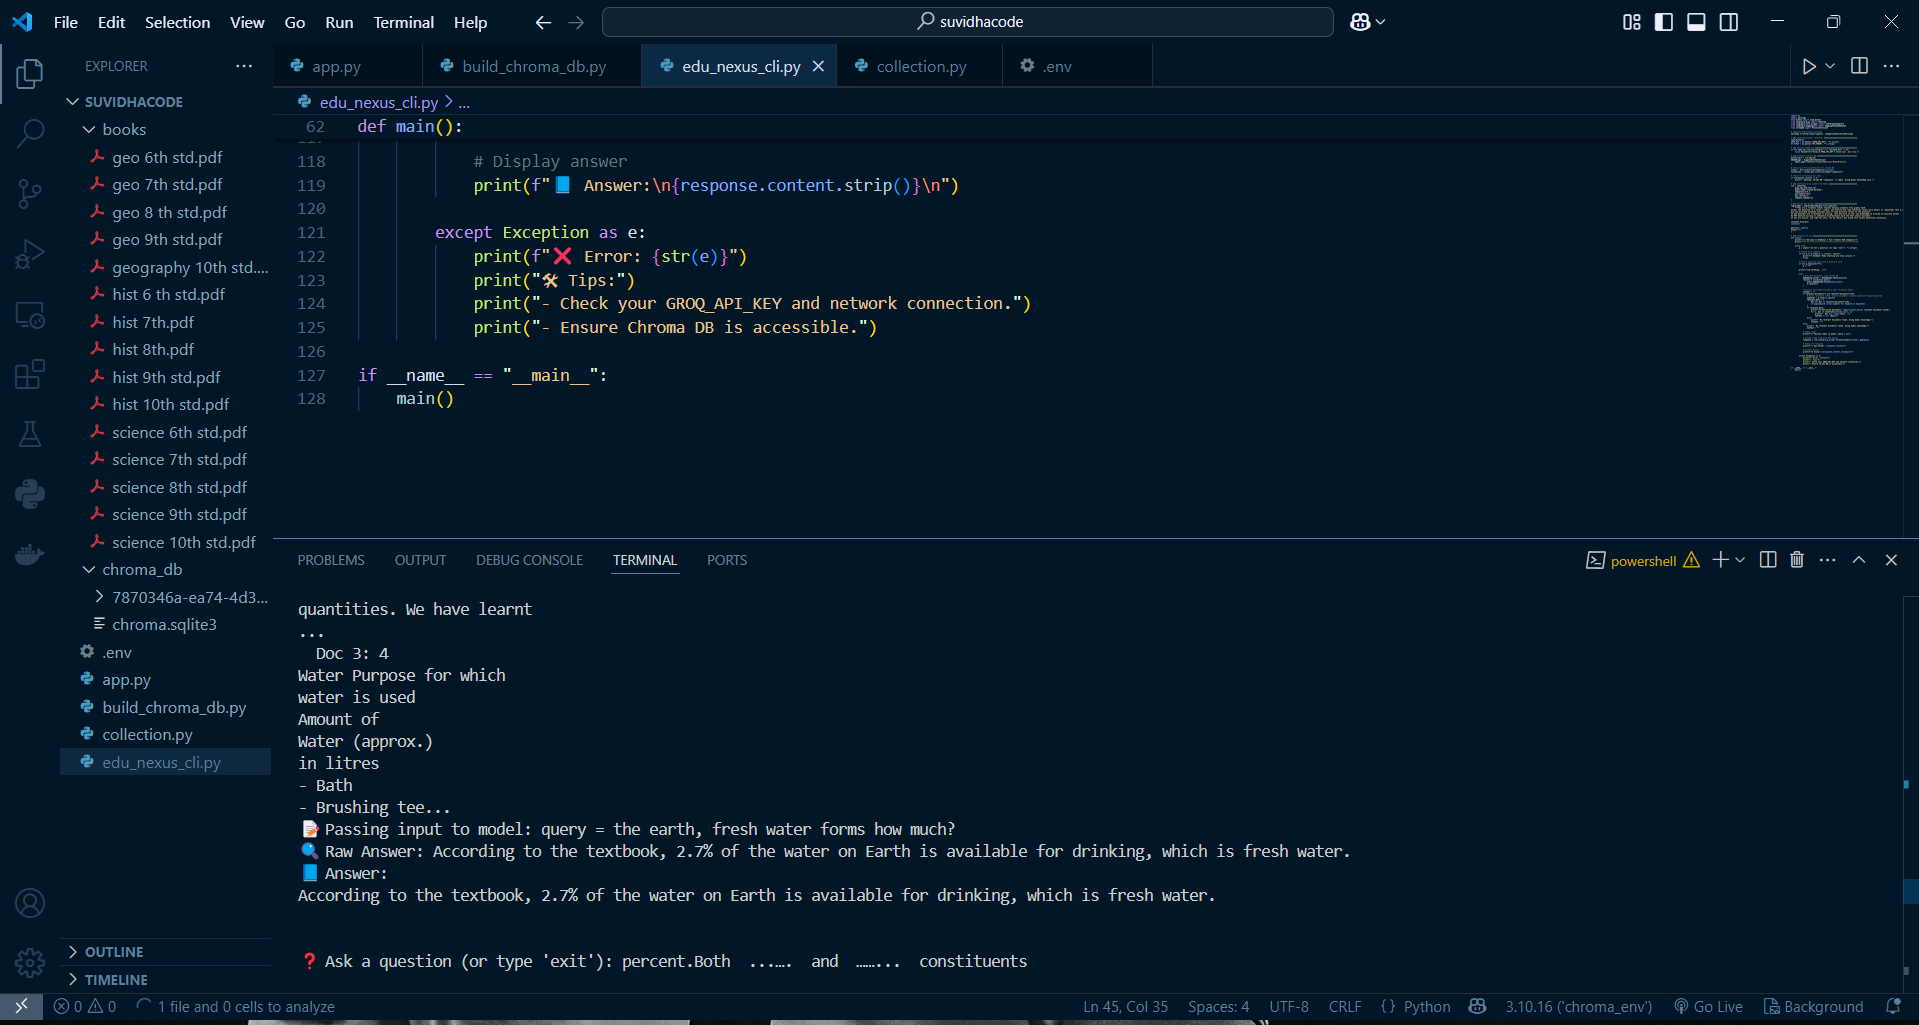 File Edit Selection View Go Run Terminal Help
suvidhacode
EXPLORER
SUVIDHACODE
books
geo 6th std.pdf
geo 7th std.pdf
geo 8 th std.pdf
geo 9th std.pdf
geography 10th std....
hist 6 th std.pdf
hist 7th.pdf
hist 8th.pdf
hist 9th std.pdf
hist 10th std.pdf
science 6th std.pdf
science 7th std.pdf
science 8th std.pdf
science 9th std.pdf
science 10th std.pdf
chroma_db
7870346a-ea74-4d3...
chroma.sqlite3
.env
app.py
build_chroma_db.py
collection.py
edu_nexus_cli.py
OUTLINE
TIMELINE
app.py build_chroma_db.py edu_nexus_cli.py collection.py .env
edu_nexus_cli.py > ...
62 def main():
118 # Display answer
119 print(f"📘 Answer:\n{response.content.strip()}\n")
120
121 except Exception as e:
122 print(f"❌ Error: {str(e)}")
123 print("🛠 Tips:")
124 print("- Check your GROQ_API_KEY and network connection.")
125 print("- Ensure Chroma DB is accessible.")
126
127 if __name__ == "__main__":
128 main()
PROBLEMS OUTPUT DEBUG CONSOLE TERMINAL PORTS
powershell
quantities. We have learnt
...
Doc 3: 4
Water Purpose for which
water is used
Amount of
Water (approx.)
in litres
- Bath
- Brushing tee...
📝 Passing input to model: query = the earth, fresh water forms how much?
🔍 Raw Answer: According to the textbook, 2.7% of the water on Earth is available for drinking, which is fresh water.
📘 Answer:
According to the textbook, 2.7% of the water on Earth is available for drinking, which is fresh water.
❓ Ask a question (or type 'exit'): percent.Both ...... and ...... constituents
0 0 1 file and 0 cells to analyze
Ln 45, Col 35 Spaces: 4 UTF-8 CRLF {} Python 3.10.16 ('chroma_env') Go Live Background